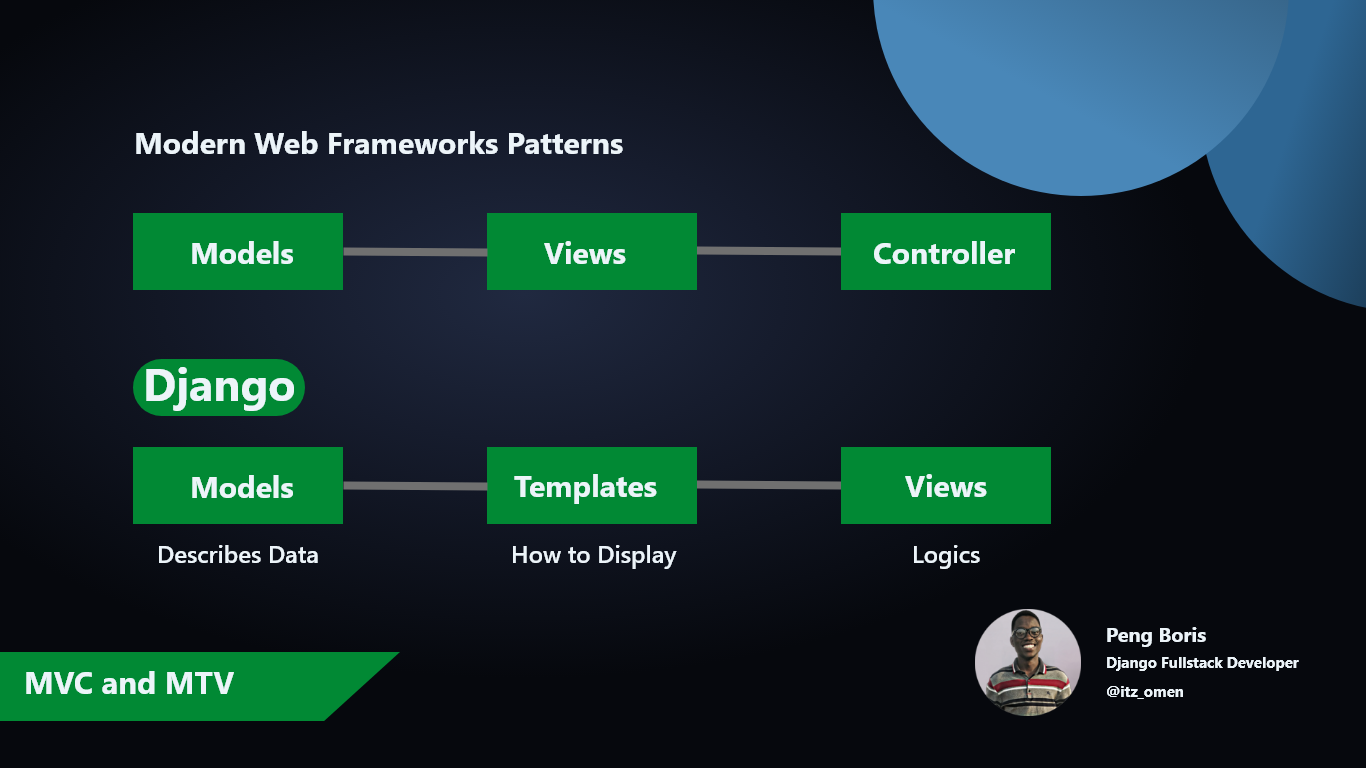 Modern Web Frameworks Patterns
Models
Views
Controller
Django
Models
Templates
Views
Describes Data
How to Display
Logics
Peng Boris
Django Fullstack Developer
@itz_omen
MVC and MTV